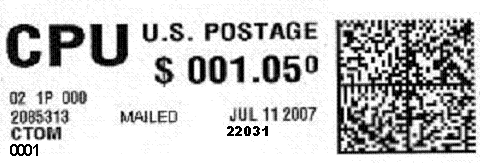 CPU
U.S. POSTAGE
$ 001.05⁰
02 1P 000
2085313 MAILED JUL 11 2007
CTOM 22031
0001